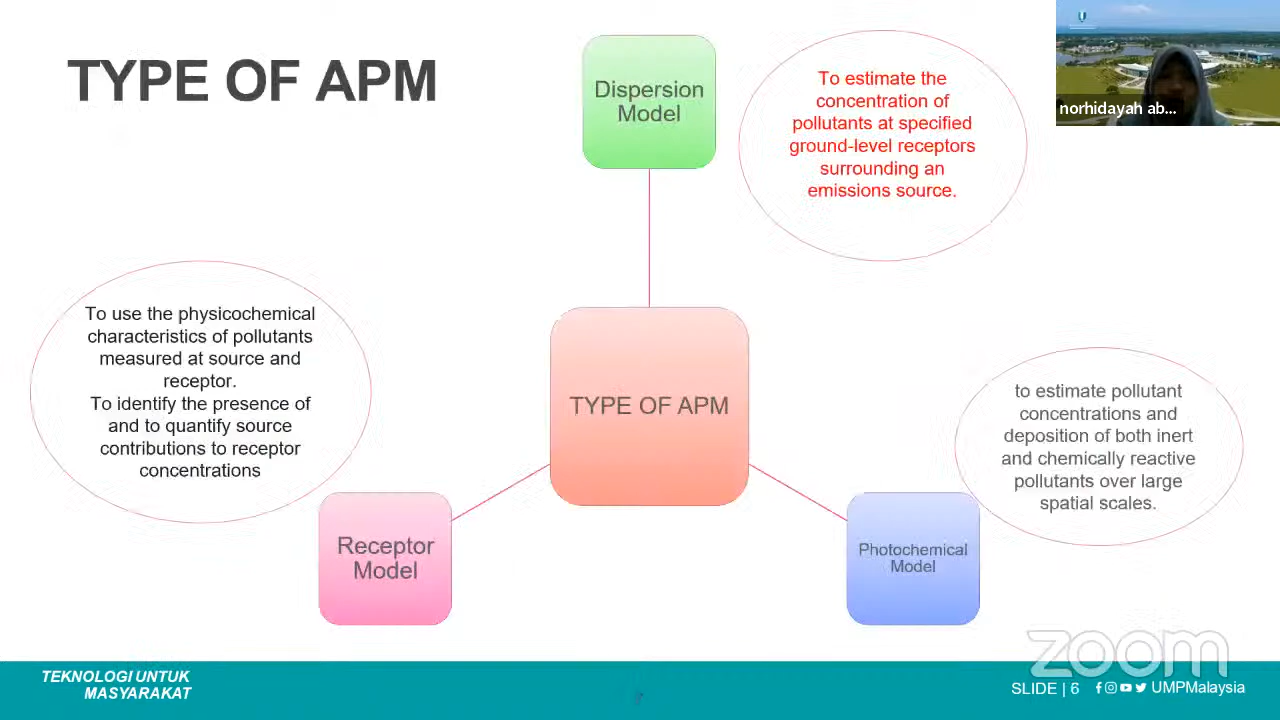 TYPE OF APM
Dispersion
Model
To estimate the
concentration of
pollutants at specified
ground-level receptors
surrounding an
emissions source.
norhidayah ab...
To use the physicochemical
characteristics of pollutants
measured at source and
receptor.
To identify the presence of
and to quantify source
contributions to receptor
concentrations
TYPE OF APM
to estimate pollutant
concentrations and
deposition of both inert
and chemically reactive
pollutants over large
spatial scales.
Receptor
Model
Photochemical
Model
zoom
TEKNOLOGI UNTUK
MASYARAKAT
SLIDE | 6
UMPMalaysia